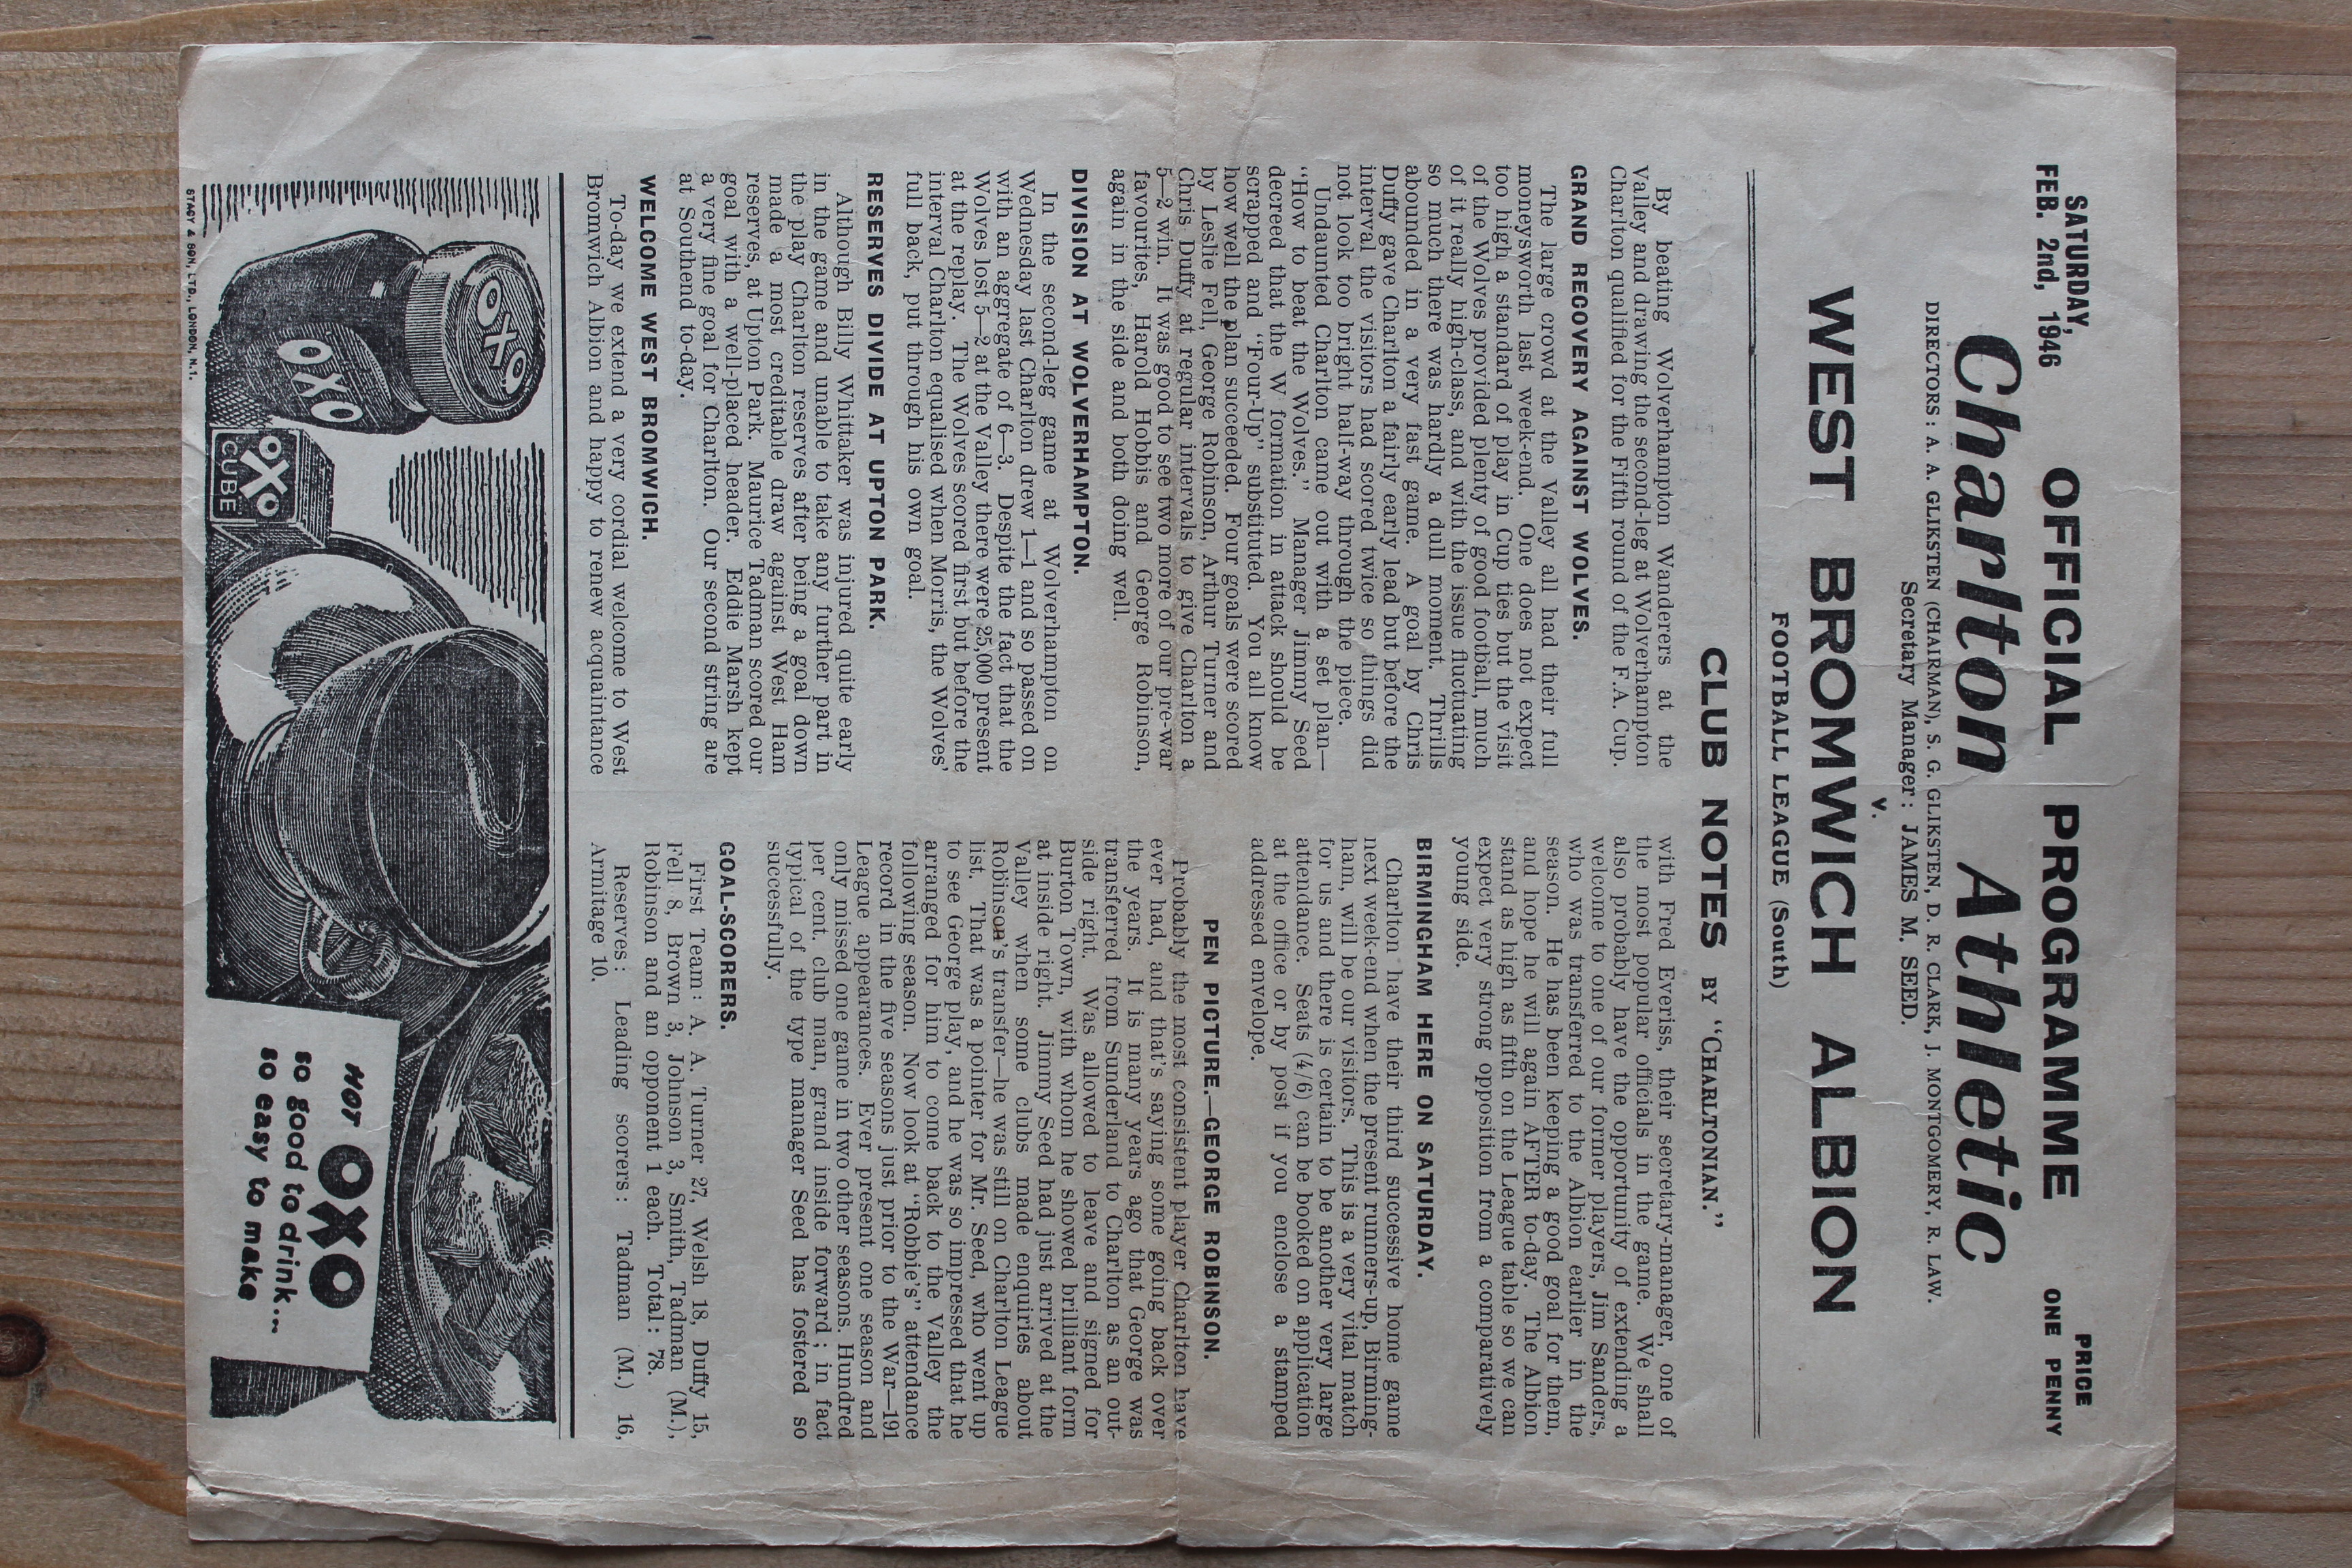 SATURDAY,
FEB. 2nd, 1946
OFFICIAL PROGRAMME
PRICE
ONE PENNY
Charlton Athletic
DIRECTORS : A. A. GLIKSTEN (CHAIRMAN), S. G. GLIKSTEN, D. R. CLARK, J. MONTGOMERY, R. LAW.
Secretary Manager : JAMES M. SEED.
v.
WEST BROMWICH ALBION
FOOTBALL LEAGUE (South)
CLUB NOTES BY "CHARLTONIAN."
By beating Wolverhampton Wanderers at the
Valley and drawing the second-leg at Wolverhampton
Charlton qualified for the Fifth round of the F.A. Cup.
GRAND RECOVERY AGAINST WOLVES.
The large crowd at the Valley all had their full
moneysworth last week-end. One does not expect
too high a standard of play in Cup ties but the visit
of the Wolves provided plenty of good football, much
of it really high-class, and with the issue fluctuating
so much there was hardly a dull moment. Thrills
abounded in a very fast game. A goal by Chris
Duffy gave Charlton a fairly early lead but before the
interval the visitors had scored twice so things did
not look too bright half-way through the piece.
Undaunted Charlton came out with a set plan—
"How to beat the Wolves." Manager Jimmy Seed
decreed that the W formation in attack should be
scrapped and "Four-Up" substituted. You all know
how well the plan succeeded. Four goals were scored
by Leslie Fell, George Robinson, Arthur Turner and
Chris Duffy at regular intervals to give Charlton a
5—2 win. It was good to see two more of our pre-war
favourites, Harold Hobbis and George Robinson,
again in the side and both doing well.
DIVISION AT WOLVERHAMPTON.
In the second-leg game at Wolverhampton on
Wednesday last Charlton drew 1—1 and so passed on
with an aggregate of 6—3. Despite the fact that the
Wolves lost 5—2 at the Valley there were 25,000 present
at the replay. The Wolves scored first but before the
interval Charlton equalised when Morris, the Wolves'
full back, put through his own goal.
RESERVES DIVIDE AT UPTON PARK.
Although Billy Whittaker was injured quite early
in the game and unable to take any further part in
the play Charlton reserves after being a goal down
made a most creditable draw against West Ham
reserves, at Upton Park. Maurice Tadman scored our
goal with a well-placed header. Eddie Marsh kept
a very fine goal for Charlton. Our second string are
at Southend to-day.
WELCOME WEST BROMWICH.
To-day we extend a very cordial welcome to West
Bromwich Albion and happy to renew acquaintance
with Fred Everiss, their secretary-manager, one of
the most popular officials in the game. We shall
also probably have the opportunity of extending a
welcome to one of our former players, Jim Sanders,
who was transferred to the Albion earlier in the
season. He has been keeping a good goal for them,
and hope he will again AFTER to-day. The Albion
stand as high as fifth on the League table so we can
expect very strong opposition from a comparatively
young side.
BIRMINGHAM HERE ON SATURDAY.
Charlton have their third successive home game
next week-end when the present runners-up, Birming-
ham, will be our visitors. This is a very vital match
for us and there is certain to be another very large
attendance. Seats (4/6) can be booked on application
at the office or by post if you enclose a stamped
addressed envelope.
PEN PICTURE.—GEORGE ROBINSON.
Probably the most consistent player Charlton have
ever had, and that's saying some going back over
the years. It is many years ago that George was
transferred from Sunderland to Charlton as an out-
side right. Was allowed to leave and signed for
Burton Town, with whom he showed brilliant form
at inside right. Jimmy Seed had just arrived at the
Valley when some clubs made enquiries about
Robinson's transfer—he was still on Charlton League
list. That was a pointer for Mr. Seed, who went up
to see George play, and he was so impressed that he
arranged for him to come back to the Valley the
following season. Now look at "Robbie's" attendance
record in the five seasons just prior to the War—191
League appearances. Ever present one season and
only missed one game in two other seasons. Hundred
per cent. club man, grand inside forward ; in fact
typical of the type manager Seed has fostered so
successfully.
GOAL-SCORERS.
First Team : A. A. Turner 27, Welsh 18, Duffy 15,
Fell 8, Brown 3, Johnson 3, Smith, Tadman (M.),
Robinson and an opponent 1 each. Total : 78.
Reserves : Leading scorers : Tadman (M.) 16,
Armitage 10.
OXO
OXO
OXO
CUBE
HOT OXO
so good to drink...
so easy to make
STACY & SON, LTD., LONDON, N.1.